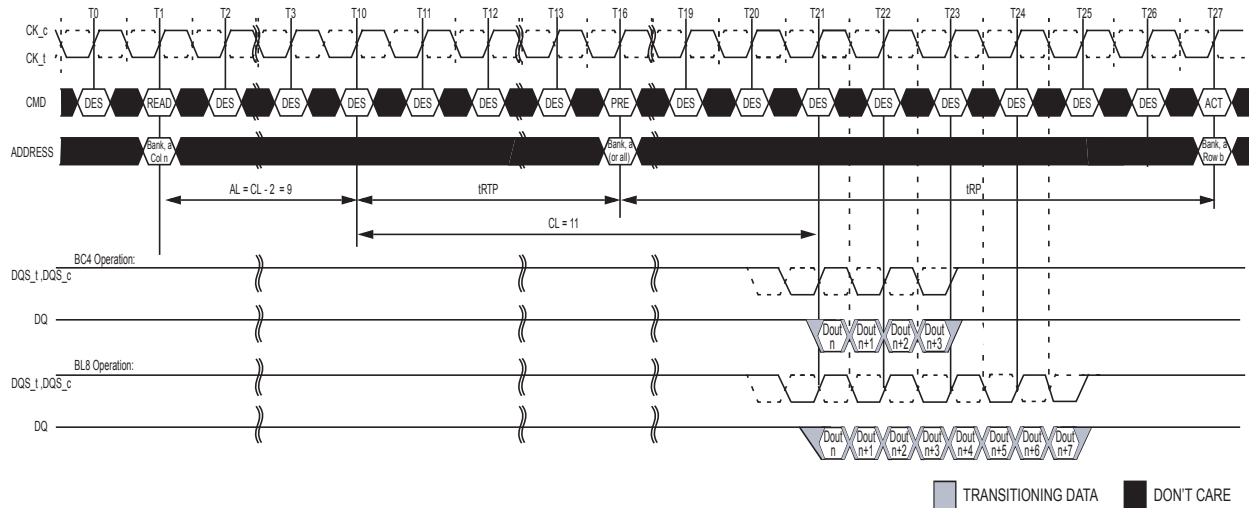 T0 T1 T2 T3 T10 T11 T12 T13 T16 T19 T20 T21 T22 T23 T24 T25 T26 T27
CK_c
CK_t
CMD DES READ DES DES DES DES DES DES PRE DES DES DES DES DES DES DES DES ACT
ADDRESS
Bank, a
Col n
Bank, a
(or all)
Bank, a
Row b
AL = CL - 2 = 9
tRTP
tRP
CL = 11
BC4 Operation:
DQS_t ,DQS_c
DQ
Dout
n
Dout
n+1
Dout
n+2
Dout
n+3
BL8 Operation:
DQS_t ,DQS_c
DQ
Dout
n
Dout
n+1
Dout
n+2
Dout
n+3
Dout
n+4
Dout
n+5
Dout
n+6
Dout
n+7
TRANSITIONING DATA DON'T CARE